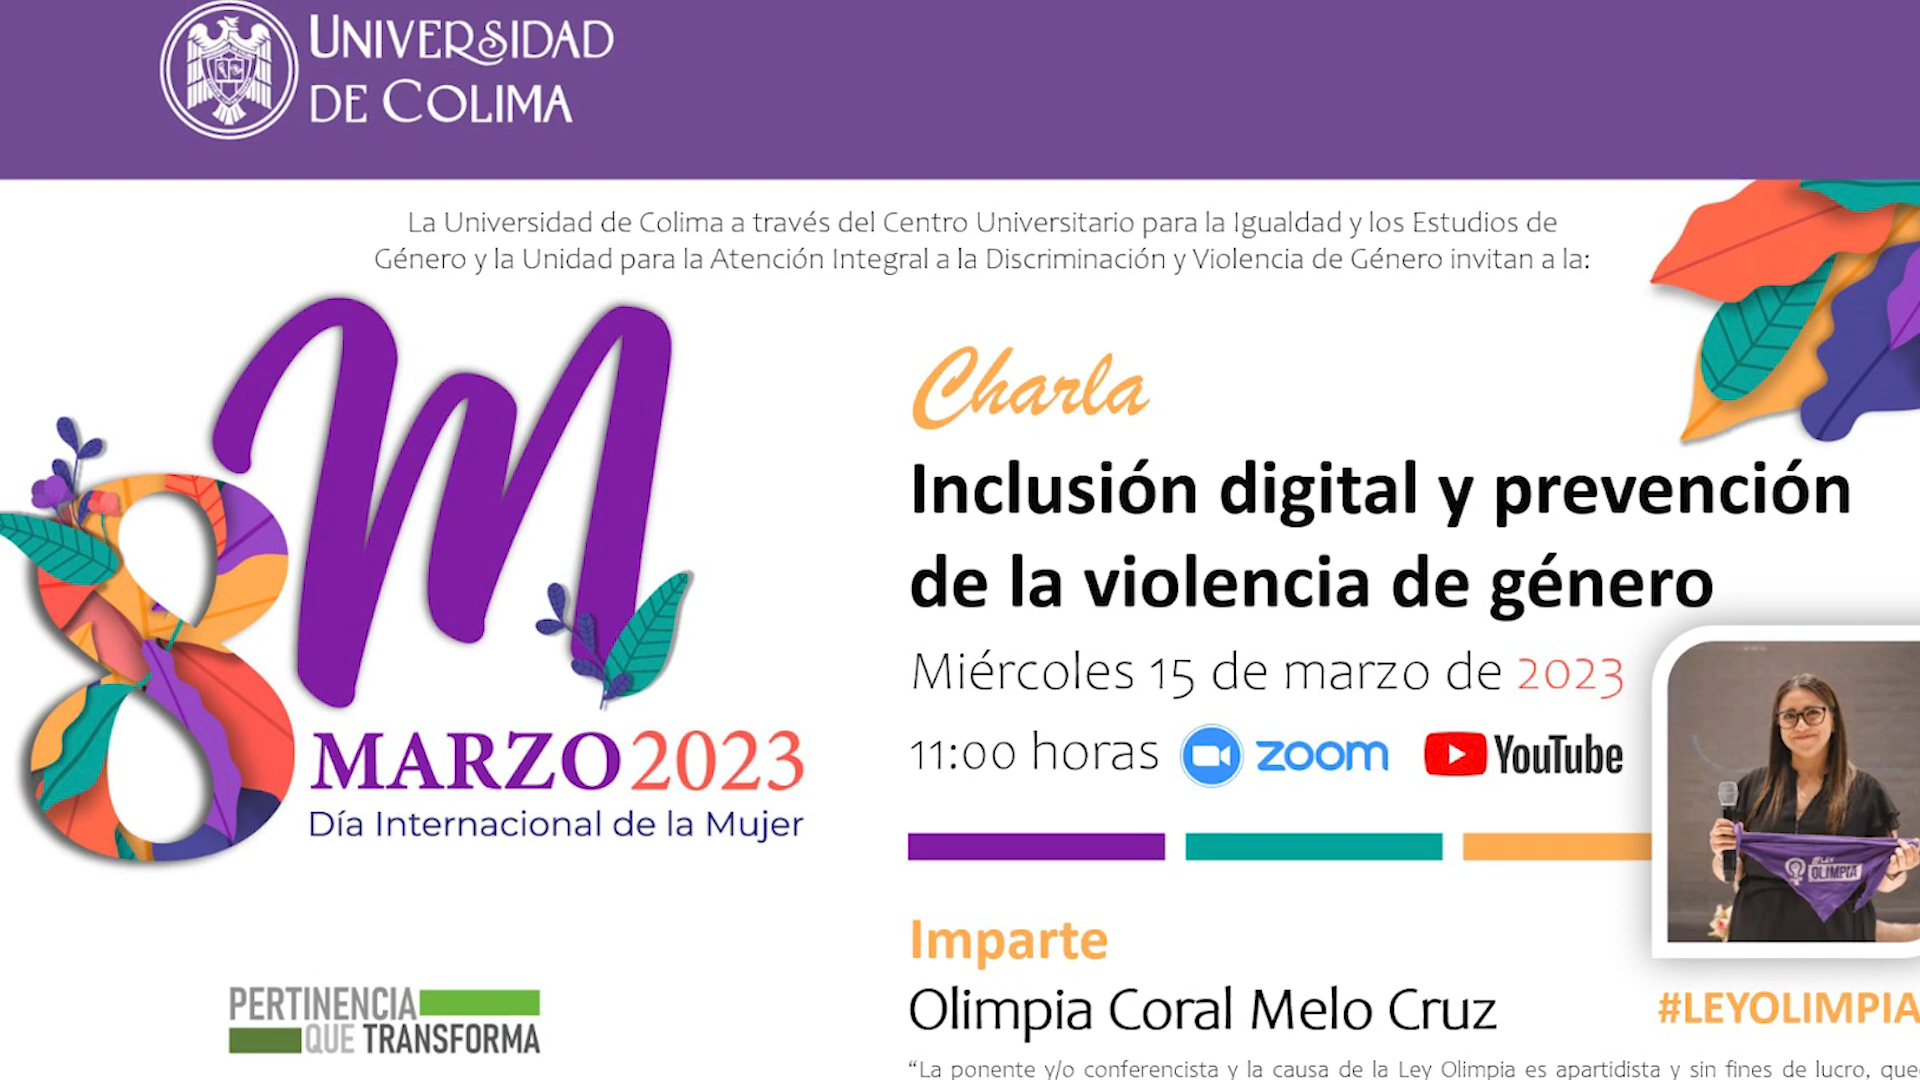 UNIVERSIDAD
DE COLIMA
La Universidad de Colima a través del Centro Universitario para la Igualdad y los Estudios de
Género y la Unidad para la Atención Integral a la Discriminación y Violencia de Género invitan a la:
8M
MARZO 2023
Día Internacional de la Mujer
PERTINENCIA
QUE TRANSFORMA
Charla
Inclusión digital y prevención
de la violencia de género
Miércoles 15 de marzo de 2023
11:00 horas zoom YouTube
#LEY
OLIMPIA
Imparte
Olimpia Coral Melo Cruz
#LEYOLIMPIA
“La ponente y/o conferencista y la causa de la Ley Olimpia es apartidista y sin fines de lucro, que